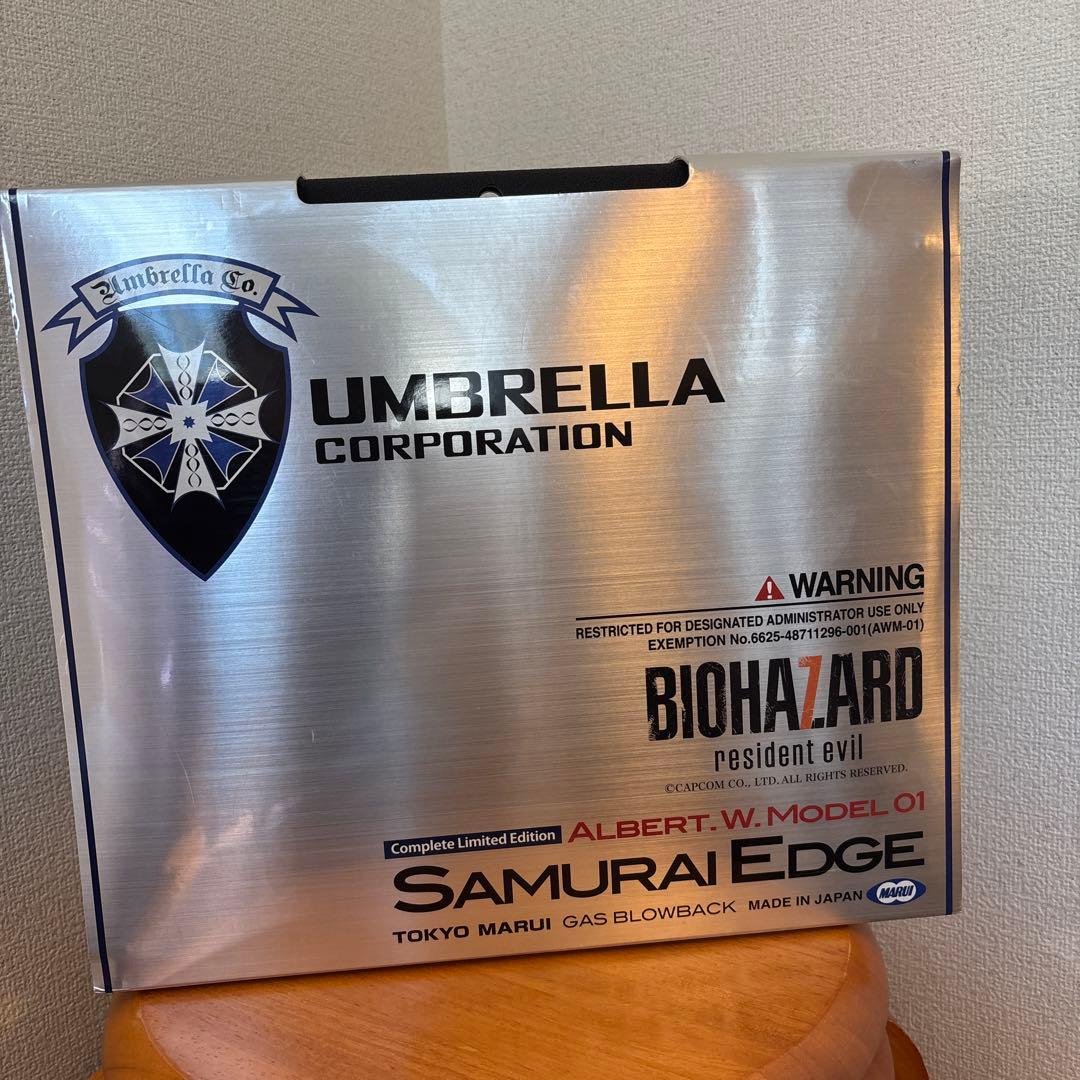 Umbrella Co.
UMBRELLA
CORPORATION
WARNING
RESTRICTED FOR DESIGNATED ADMINISTRATOR USE ONLY
EXEMPTION No.6625-48711296-001(AWM-01)
BIOHAZARD
resident evil
©CAPCOM CO., LTD. ALL RIGHTS RESERVED.
Complete Limited Edition ALBERT. W. MODEL 01
SAMURAI EDGE
TOKYO MARUI GAS BLOWBACK MADE IN JAPAN MARUI